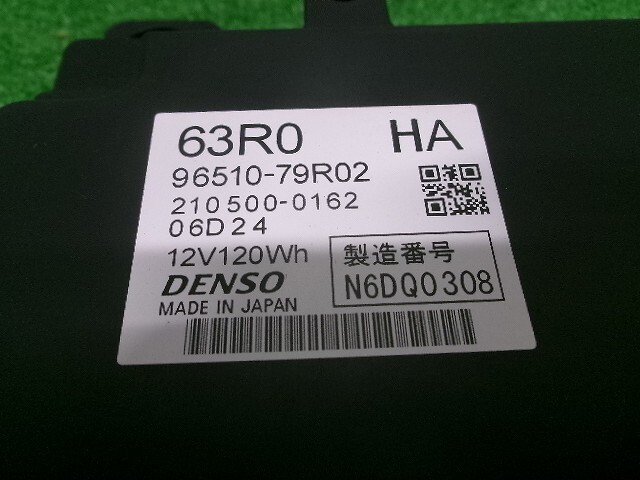 63R0 HA
96510-79R02
210500-0162
06D24
12V120Wh
DENSO
MADE IN JAPAN
製造番号
N6DQ0308